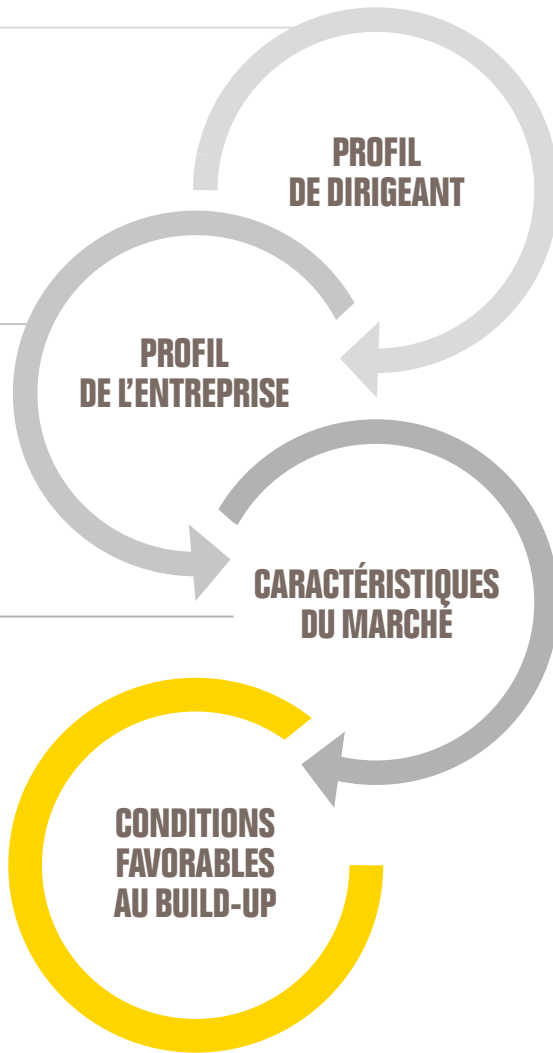 PROFIL
DE DIRIGEANT
PROFIL
DE L'ENTREPRISE
CARACTÉRISTIQUES
DU MARCHÉ
CONDITIONS
FAVORABLES
AU BUILD-UP